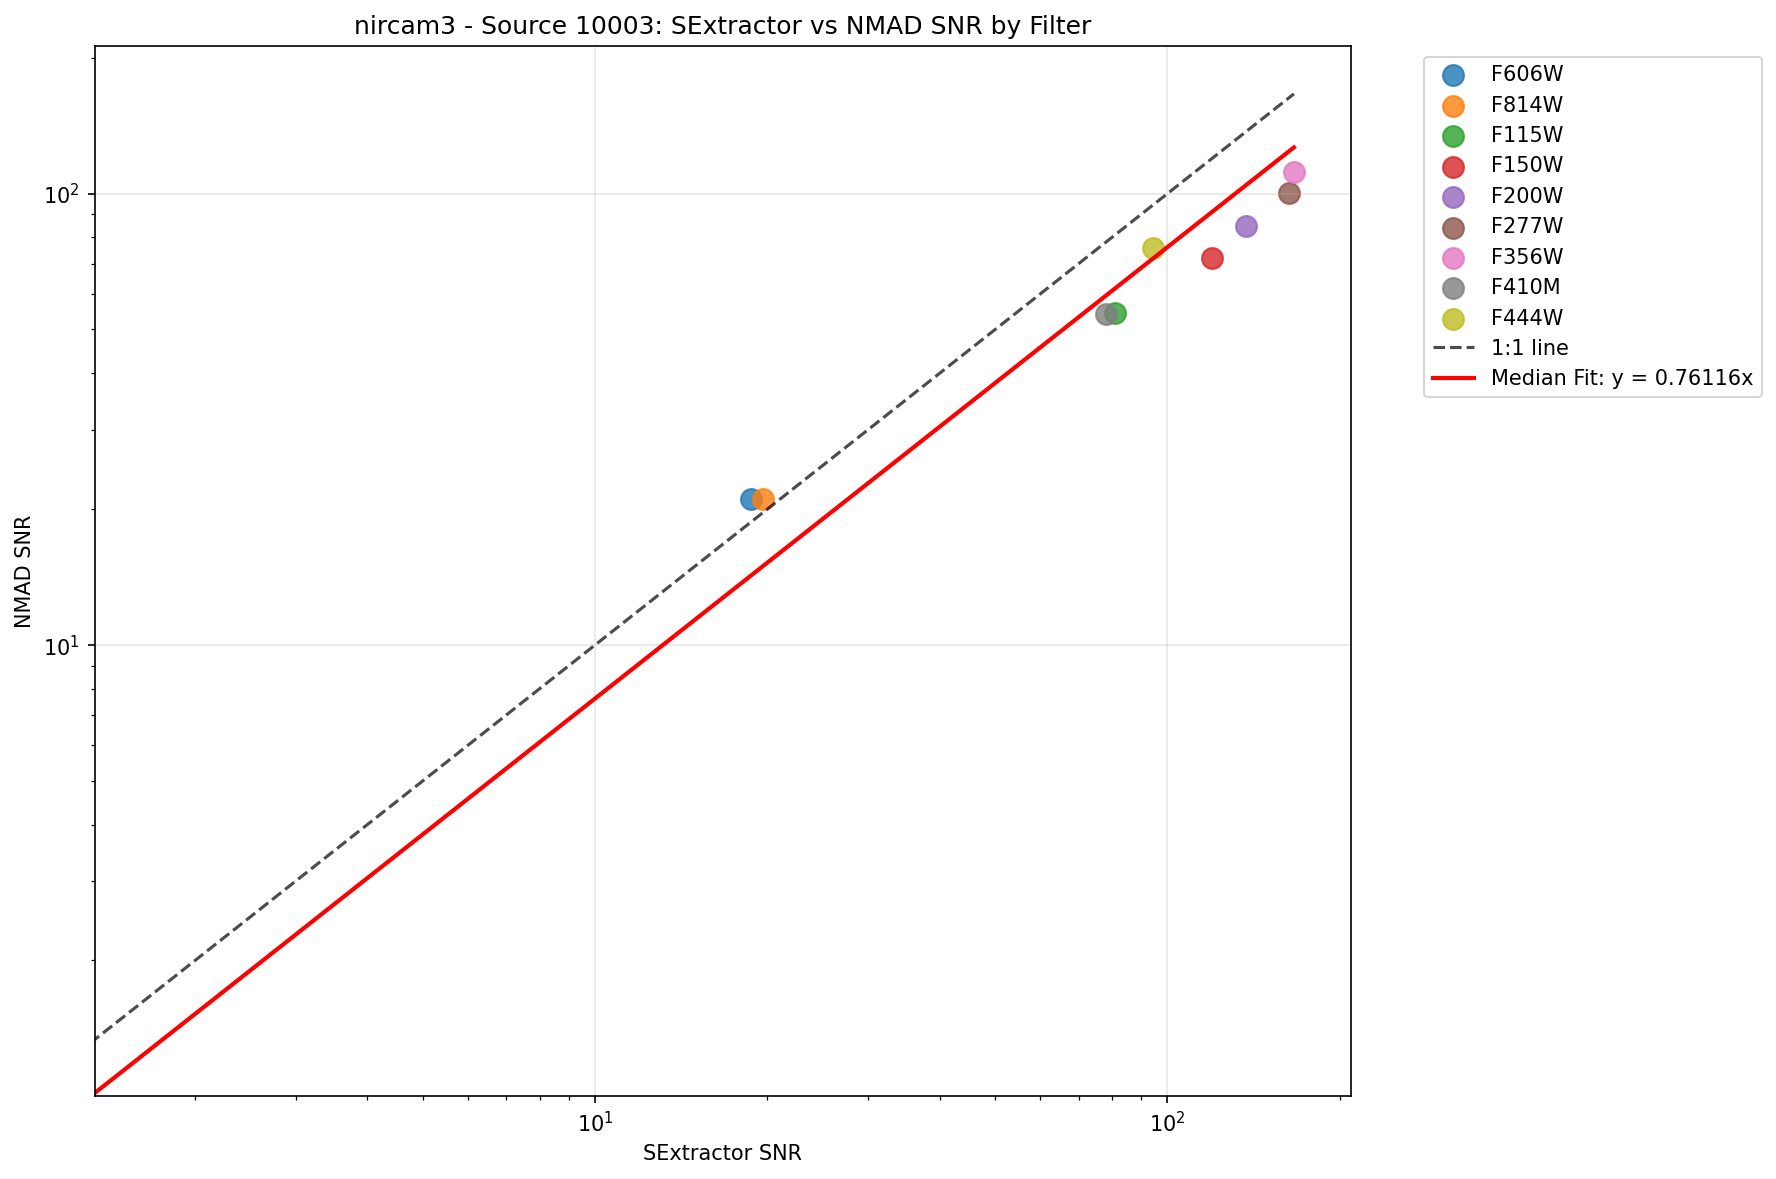 nircam3 - Source 10003: SExtractor vs NMAD SNR by Filter
F606W
F814W
F115W
F150W
F200W
F277W
F356W
F410M
F444W
1:1 line
Median Fit: y = 0.76116x
NMAD SNR
10²
10¹
10¹
10²
SExtractor SNR